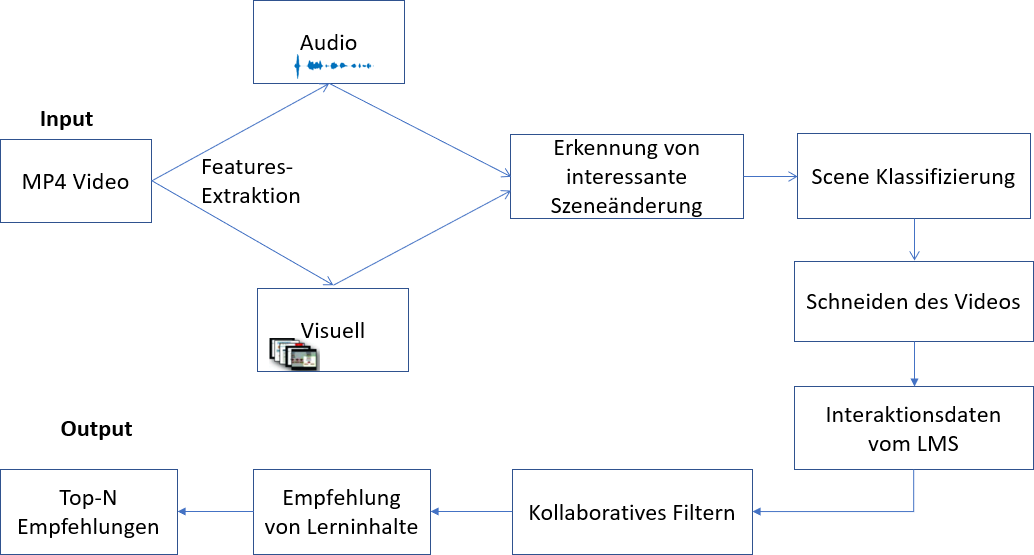 Audio
Input
MP4 Video
Features-
Extraktion
Erkennung von
interessante
Szeneänderung
Scene Klassifizierung
Visuell
Schneiden des Videos
Interaktionsdaten
vom LMS
Output
Top-N
Empfehlungen
Empfehlung
von Lerninhalte
Kollaboratives Filtern